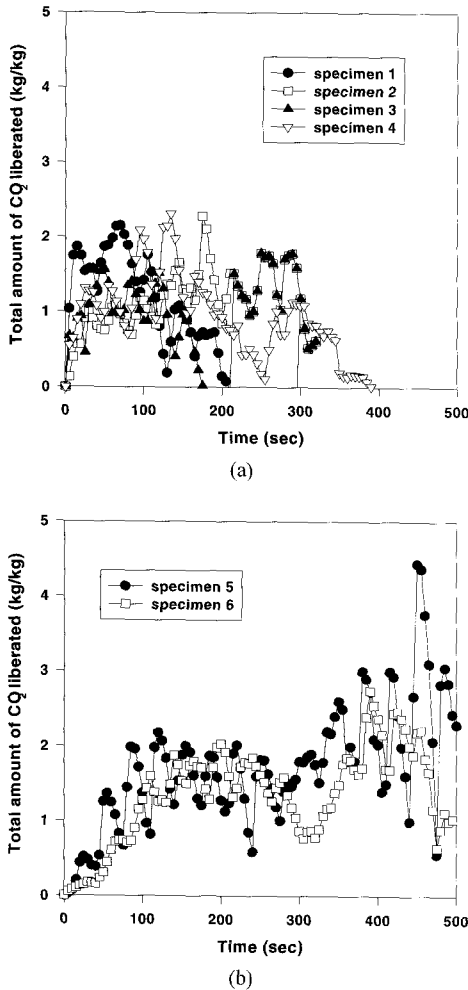 5
4
3
2
1
0
Total amount of CO2 liberated (kg/kg)
specimen 1
specimen 2
specimen 3
specimen 4
0 100 200 300 400 500
Time (sec)
(a)
5
4
3
2
1
0
Total amount of CO2 liberated (kg/kg)
specimen 5
specimen 6
0 100 200 300 400 500
Time (sec)
(b)